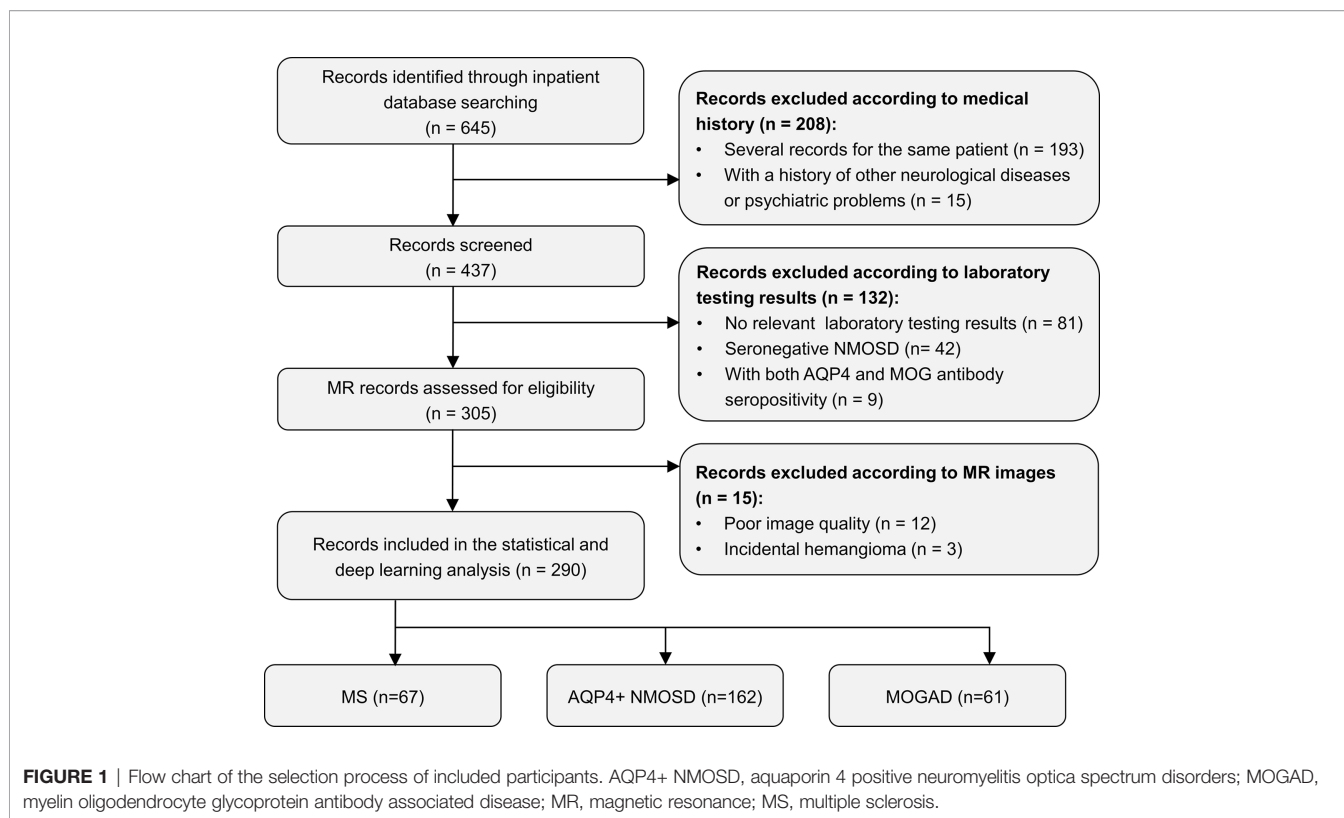 Records identified through inpatient
database searching
(n = 645)
Records excluded according to medical
history (n = 208):
• Several records for the same patient (n = 193)
• With a history of other neurological diseases
or psychiatric problems (n = 15)
Records screened
(n = 437)
Records excluded according to laboratory
testing results (n = 132):
• No relevant laboratory testing results (n = 81)
• Seronegative NMOSD (n= 42)
• With both AQP4 and MOG antibody
seropositivity (n = 9)
MR records assessed for eligibility
(n = 305)
Records excluded according to MR images
(n = 15):
• Poor image quality (n = 12)
• Incidental hemangioma (n = 3)
Records included in the statistical and
deep learning analysis (n = 290)
MS (n=67)
AQP4+ NMOSD (n=162)
MOGAD (n=61)
FIGURE 1 | Flow chart of the selection process of included participants. AQP4+ NMOSD, aquaporin 4 positive neuromyelitis optica spectrum disorders; MOGAD,
myelin oligodendrocyte glycoprotein antibody associated disease; MR, magnetic resonance; MS, multiple sclerosis.